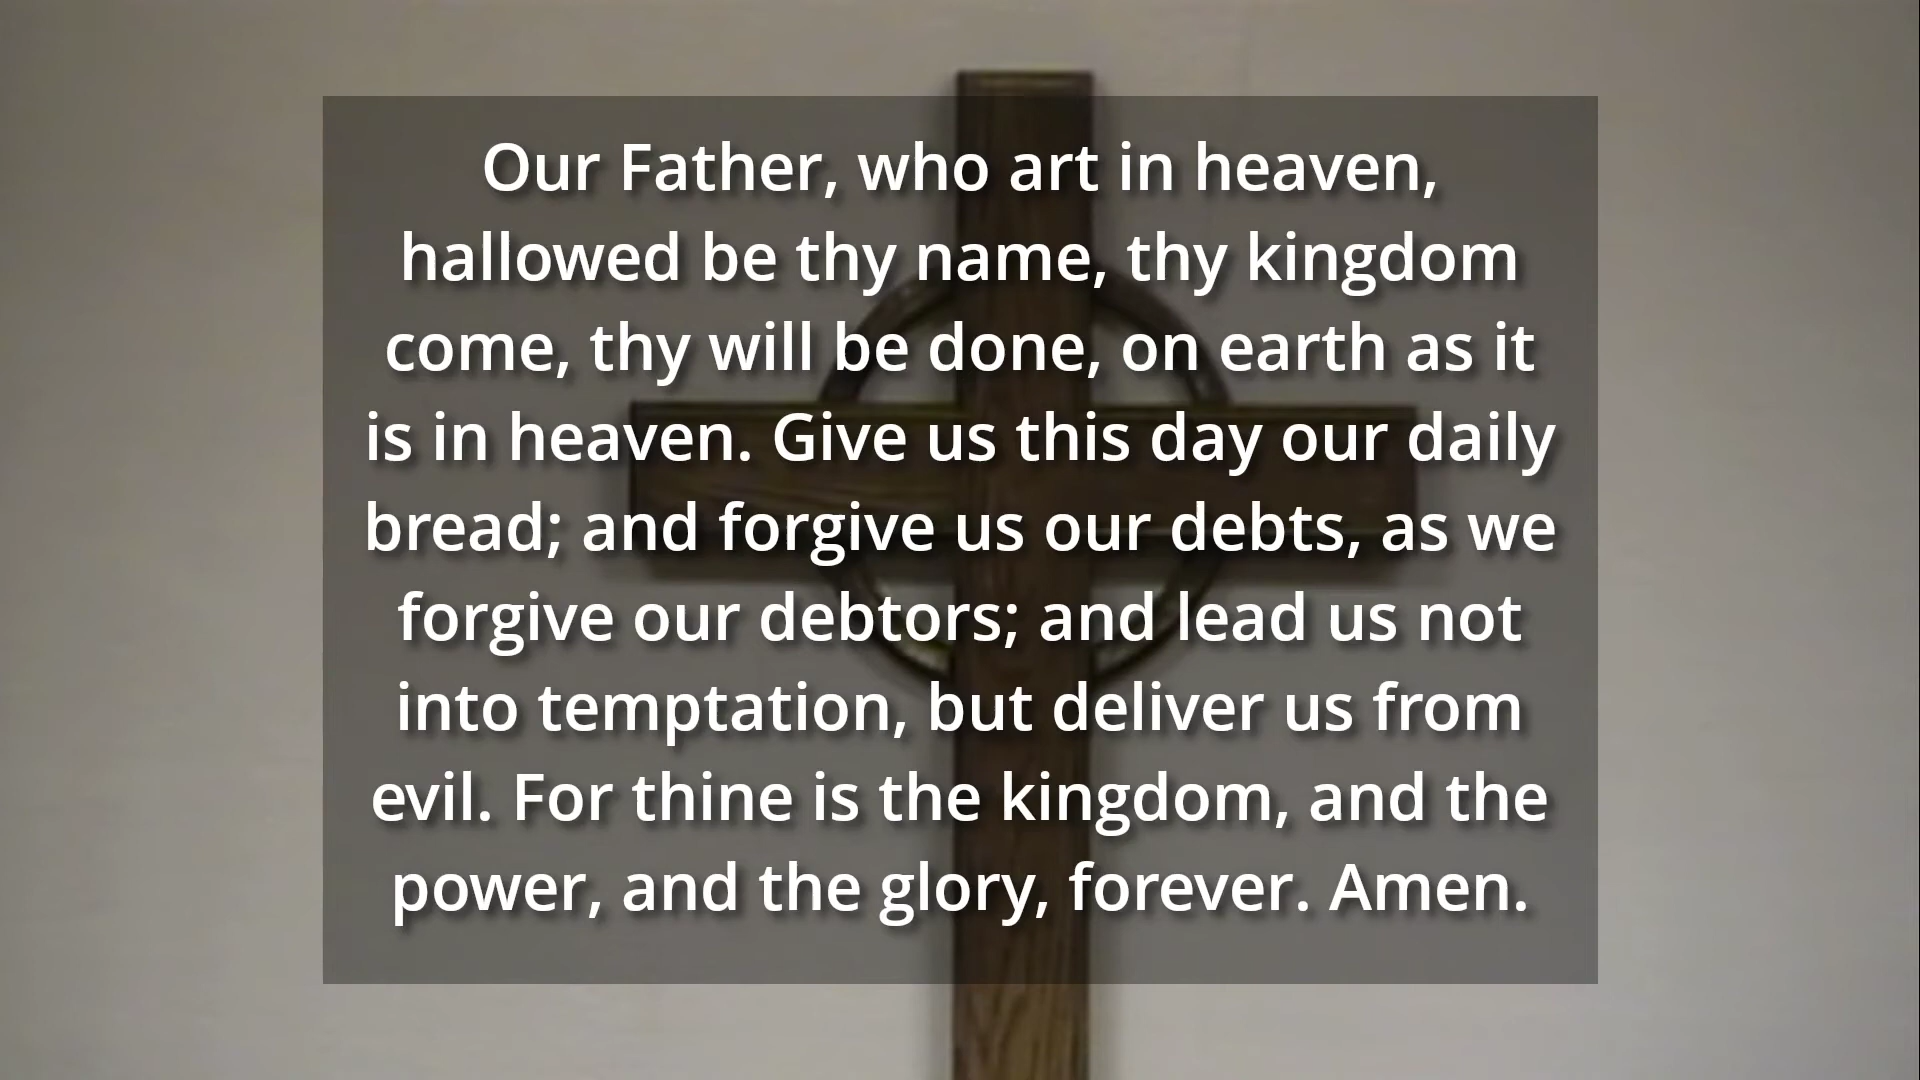 Our Father, who art in heaven,
hallowed be thy name, thy kingdom
come, thy will be done, on earth as it
is in heaven. Give us this day our daily
bread; and forgive us our debts, as we
forgive our debtors; and lead us not
into temptation, but deliver us from
evil. For thine is the kingdom, and the
power, and the glory, forever. Amen.